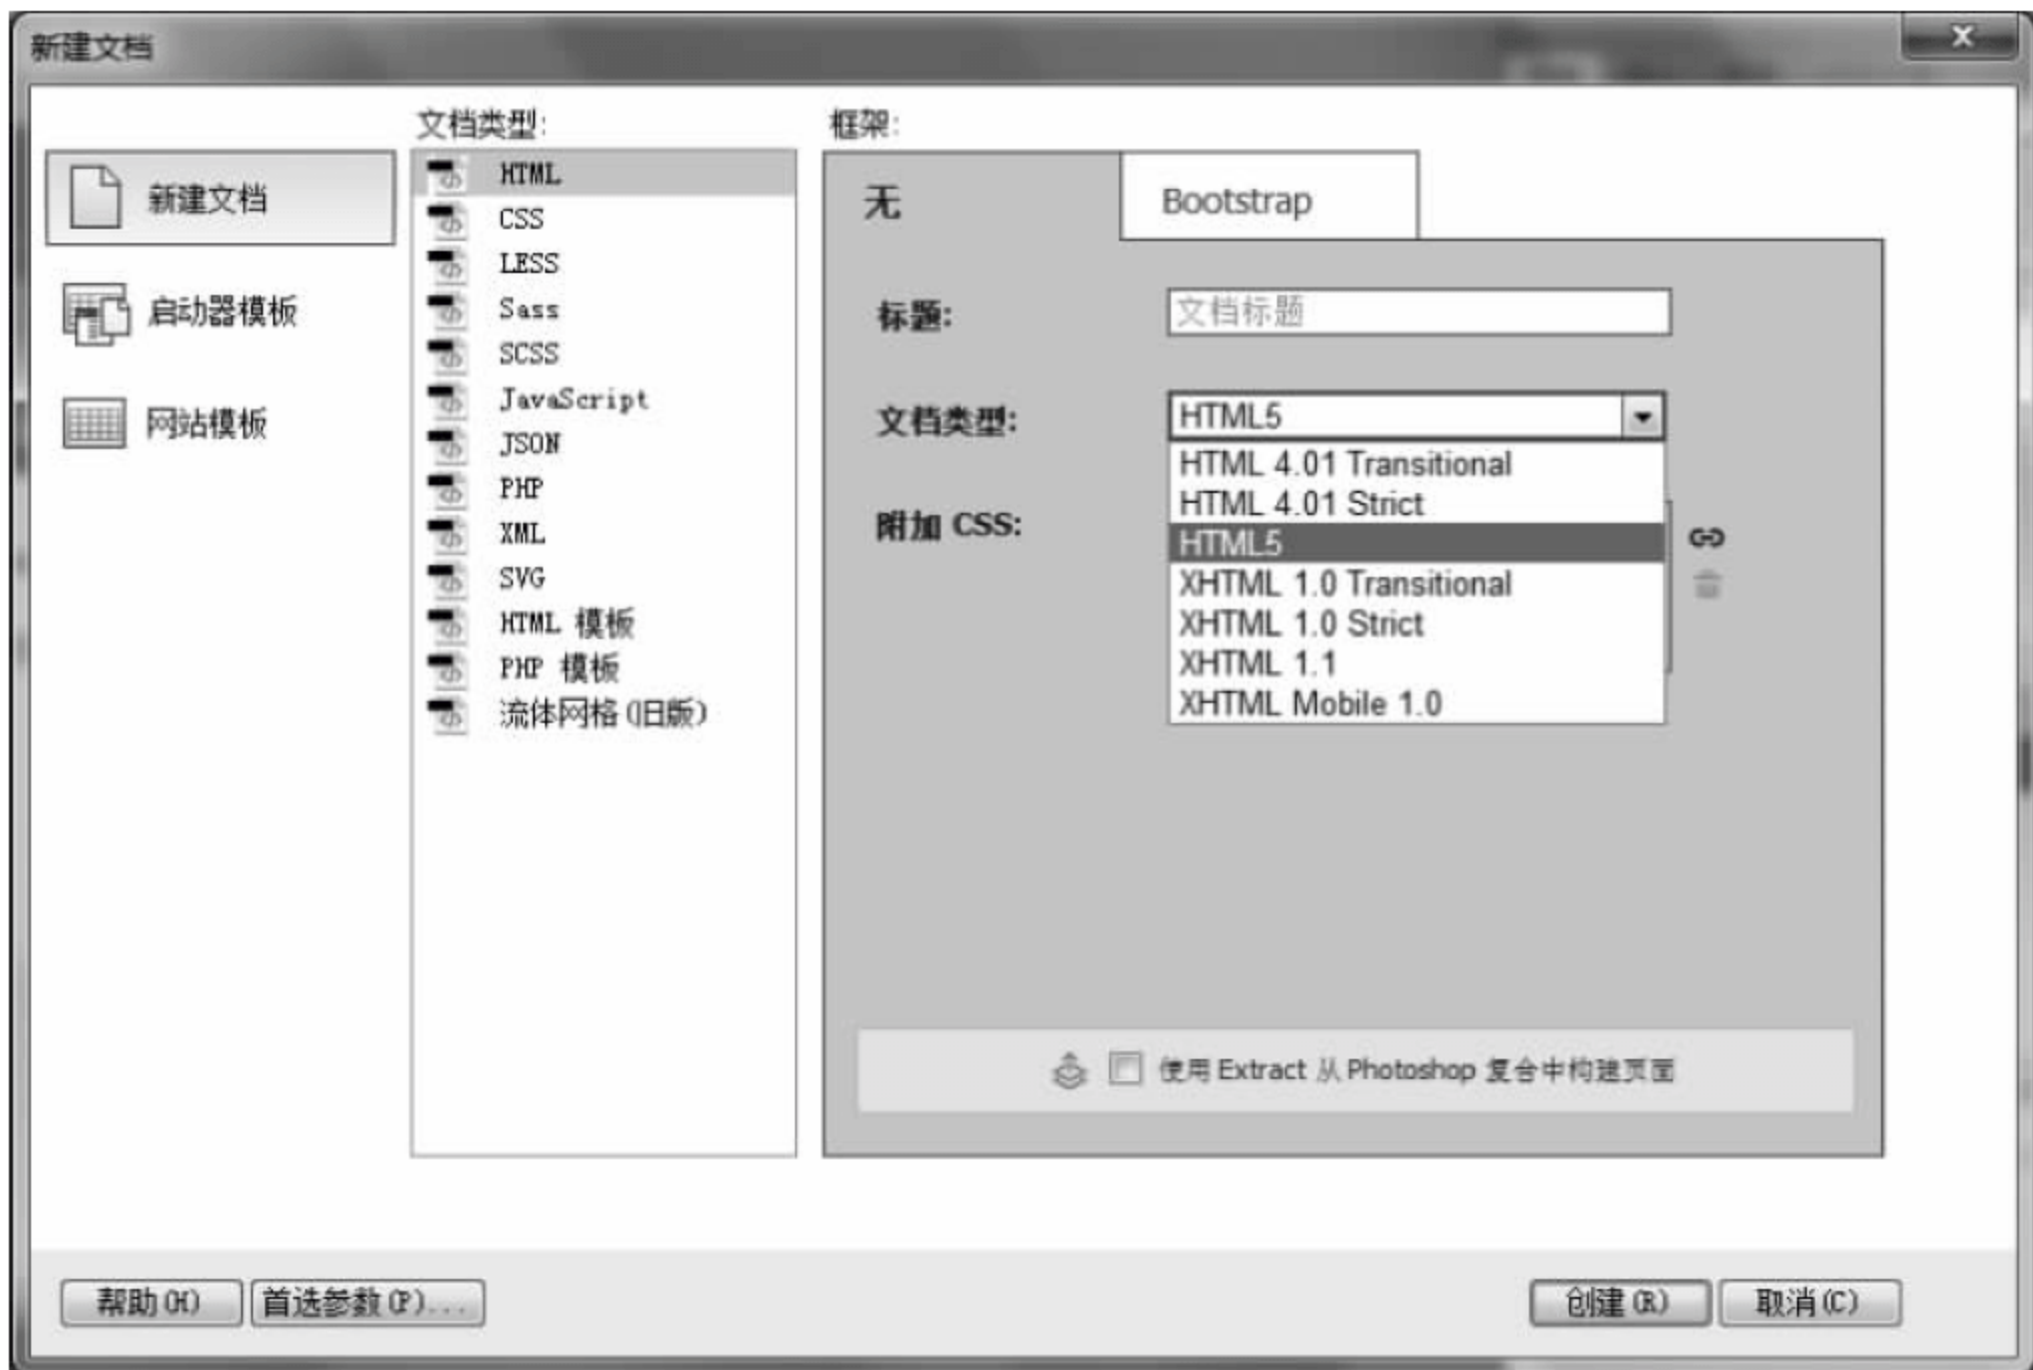 新建文档
新建文档
启动器模板
网站模板
文档类型:
HTML
CSS
LESS
Sass
SCSS
JavaScript
JSON
PHP
XML
SVG
HTML 模板
PHP 模板
流体网格(旧版)
框架:
无
Bootstrap
标题:
文档标题
文档类型:
HTML5
HTML 4.01 Transitional
HTML 4.01 Strict
HTML5
XHTML 1.0 Transitional
XHTML 1.0 Strict
XHTML 1.1
XHTML Mobile 1.0
附加 CSS:
使用 Extract 从 Photoshop 复合中构建页面
帮助(H)
首选参数(P)...
创建(R)
取消(C)